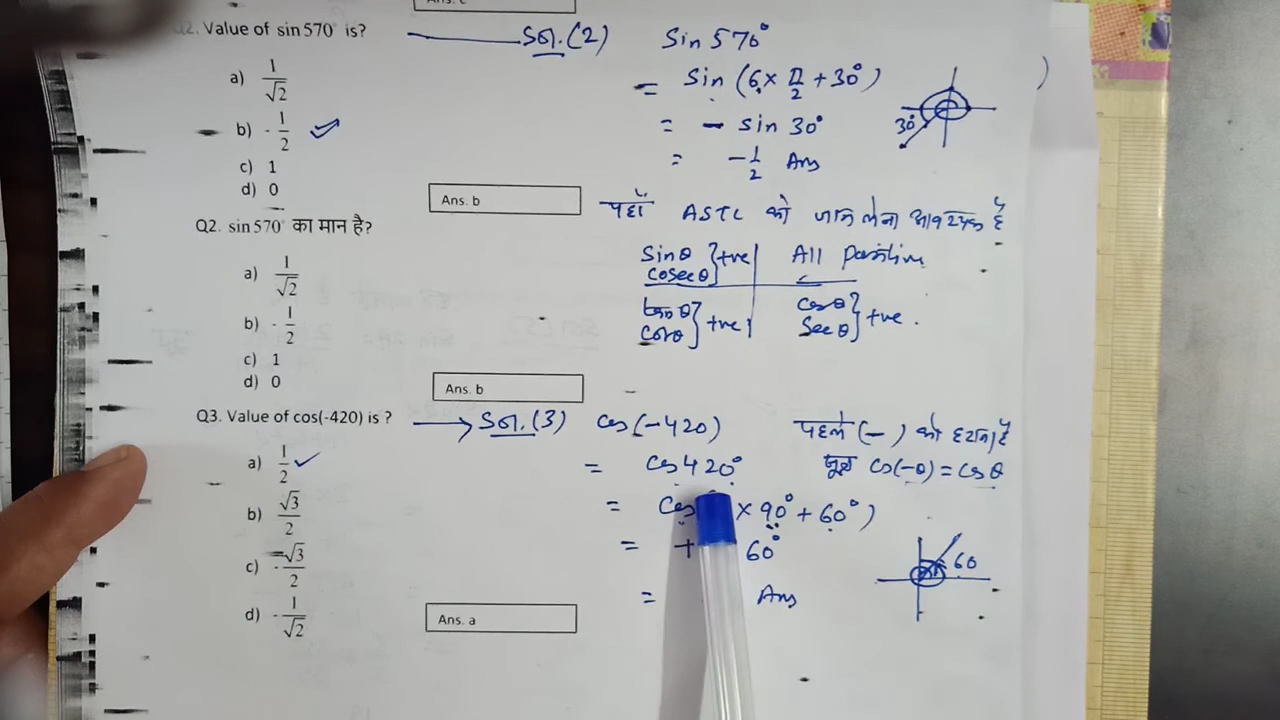 Ans. c
Q2. Value of sin 570° is?
a) 1/√2
b) -1/2 ✓
c) 1
d) 0
Ans. b
Sol. (2) Sin 570°
= Sin (6 × π/2 + 30°)
= - Sin 30°
= -1/2 Ans
30°
यहाँ ASTC को जान लेना आवश्यक है
Sinθ cosecθ } +ve | All Positive
tanθ cotθ } +ve | cosθ Secθ } +ve.
Q2. sin 570° का मान है?
a) 1/√2
b) -1/2
c) 1
d) 0
Ans. b
Q3. Value of cos(-420) is ?
a) 1/2 ✓
b) √3/2
c) -√3/2
d) -1/√2
Ans. a
Sol. (3) cos(-420)
= cos 420°
= cos × 90° + 60°)
= + 60°
= Ans
पहले (-) को हटाना है
cos(-θ) = cosθ
60